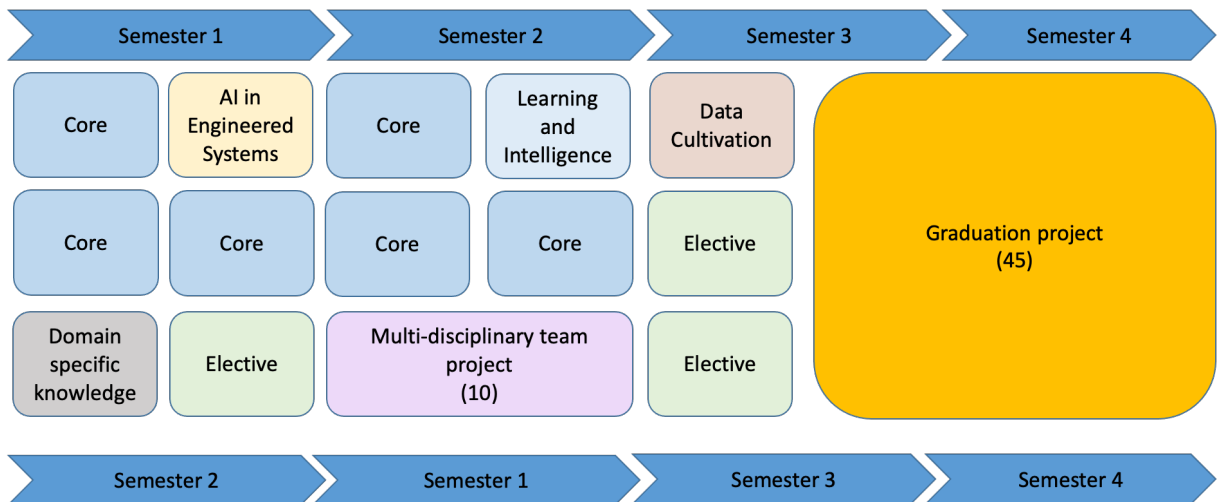 Semester 1
Semester 2
Semester 3
Semester 4
Core
AI in
Engineered
Systems
Core
Learning
and
Intelligence
Data
Cultivation
Core
Core
Core
Core
Elective
Graduation project
(45)
Domain
specific
knowledge
Elective
Multi-disciplinary team
project
(10)
Elective
Semester 2
Semester 1
Semester 3
Semester 4